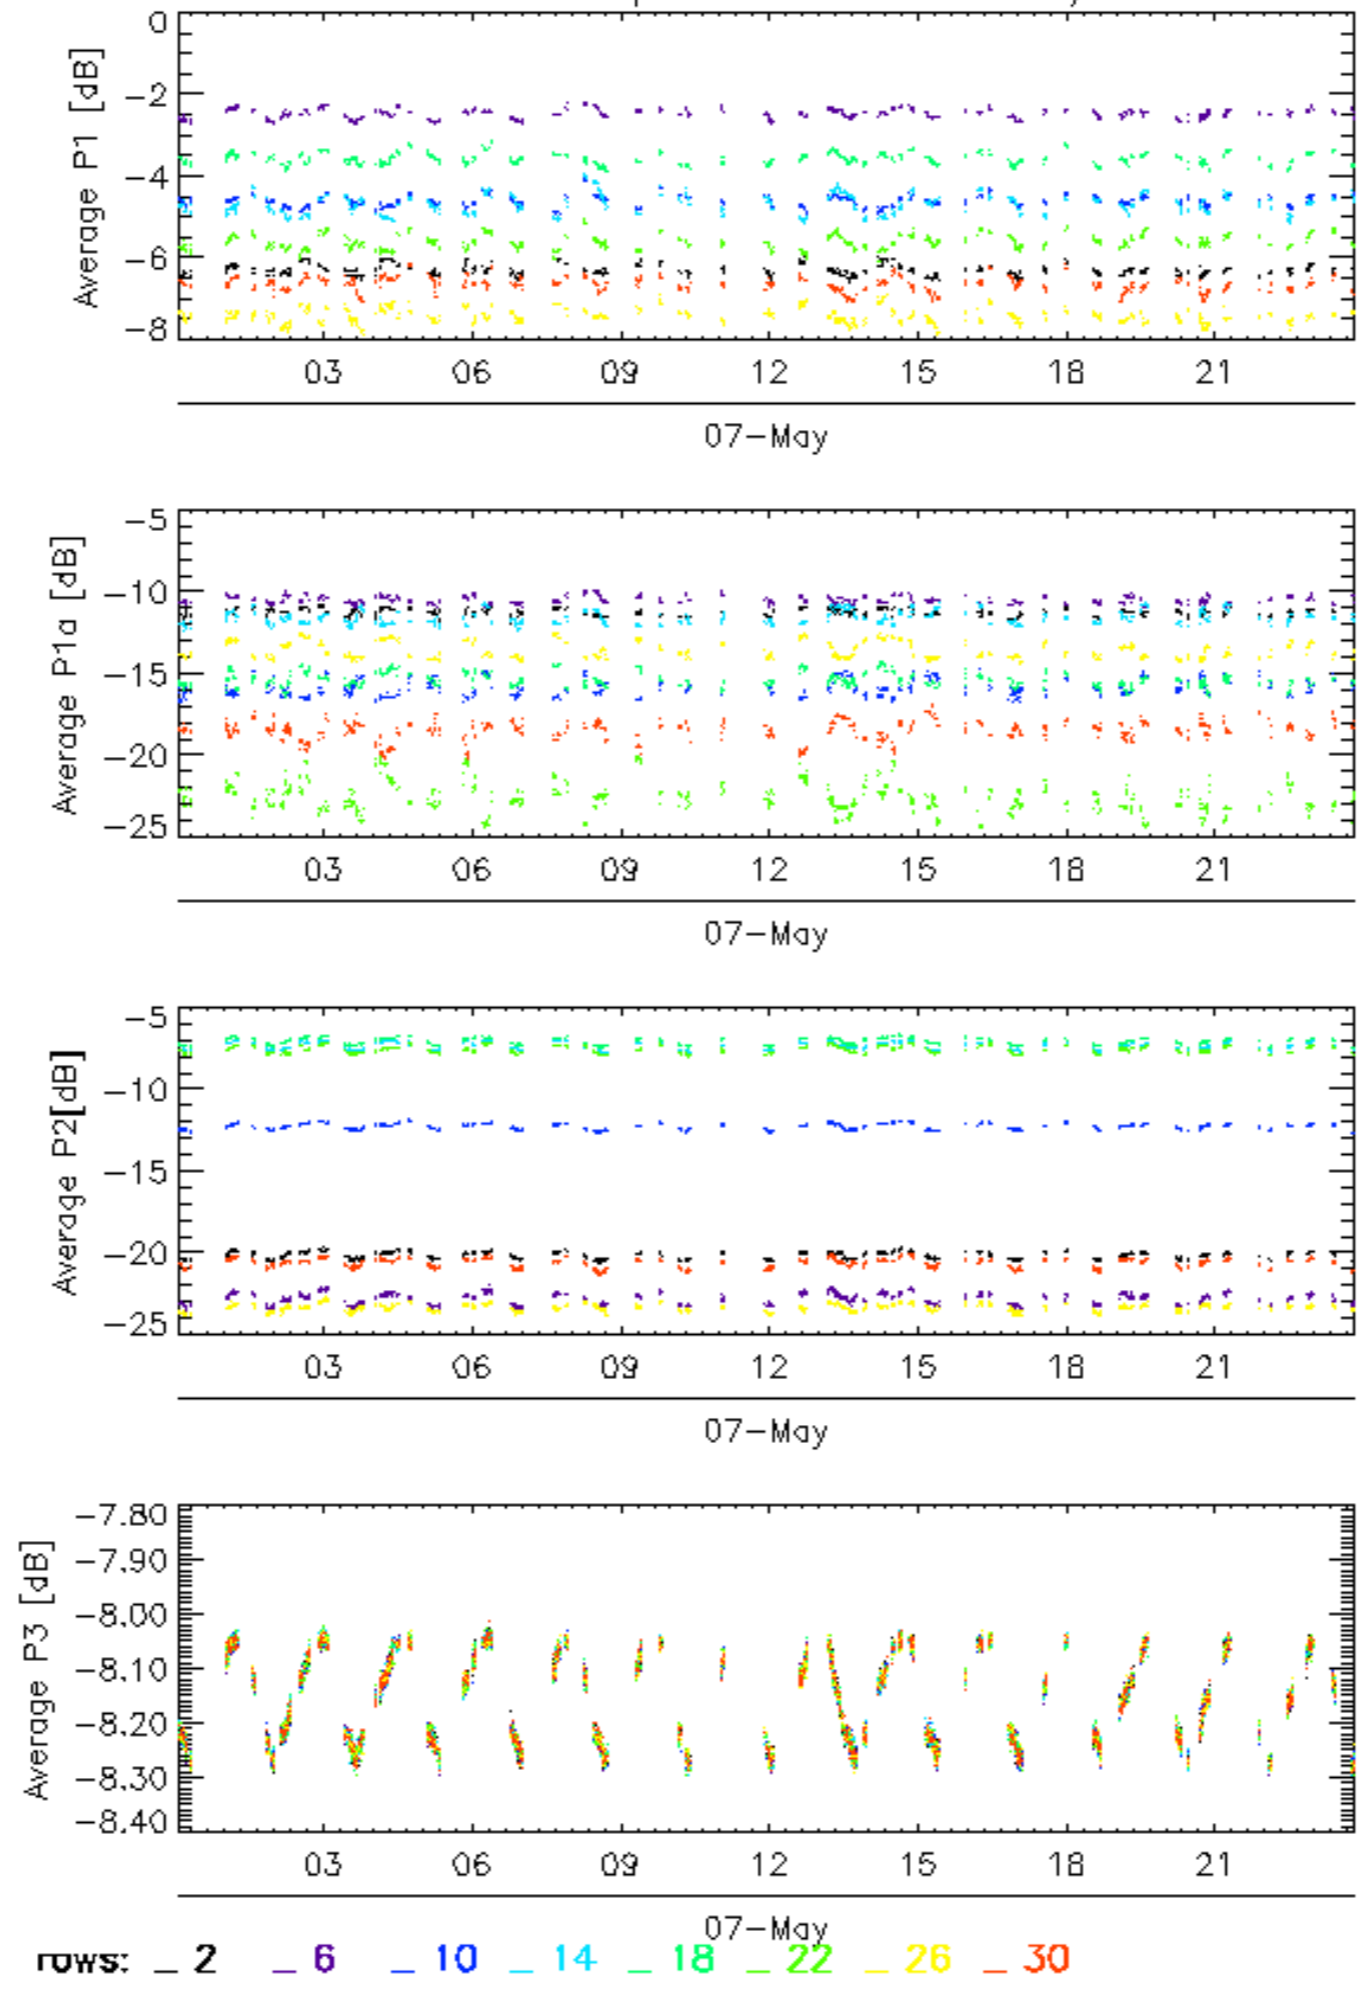 0
−2
−4
−6
−8
Average P1 [dB]
03 06 09 12 15 18 21
07−May
−5
−10
−15
−20
−25
Average P1a [dB]
03 06 09 12 15 18 21
07−May
−5
−10
−15
−20
−25
Average P2[dB]
03 06 09 12 15 18 21
07−May
−7.80
−7.90
−8.00
−8.10
−8.20
−8.30
−8.40
Average P3 [dB]
03 06 09 12 15 18 21
07−May
rows: _ 2 _ 6 _ 10 _ 14 _ 18 _ 22 _ 26 _ 30